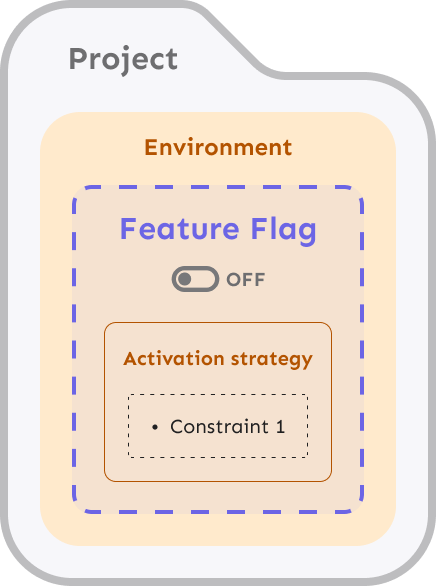 Project
Environment
Feature Flag
OFF
Activation strategy
• Constraint 1